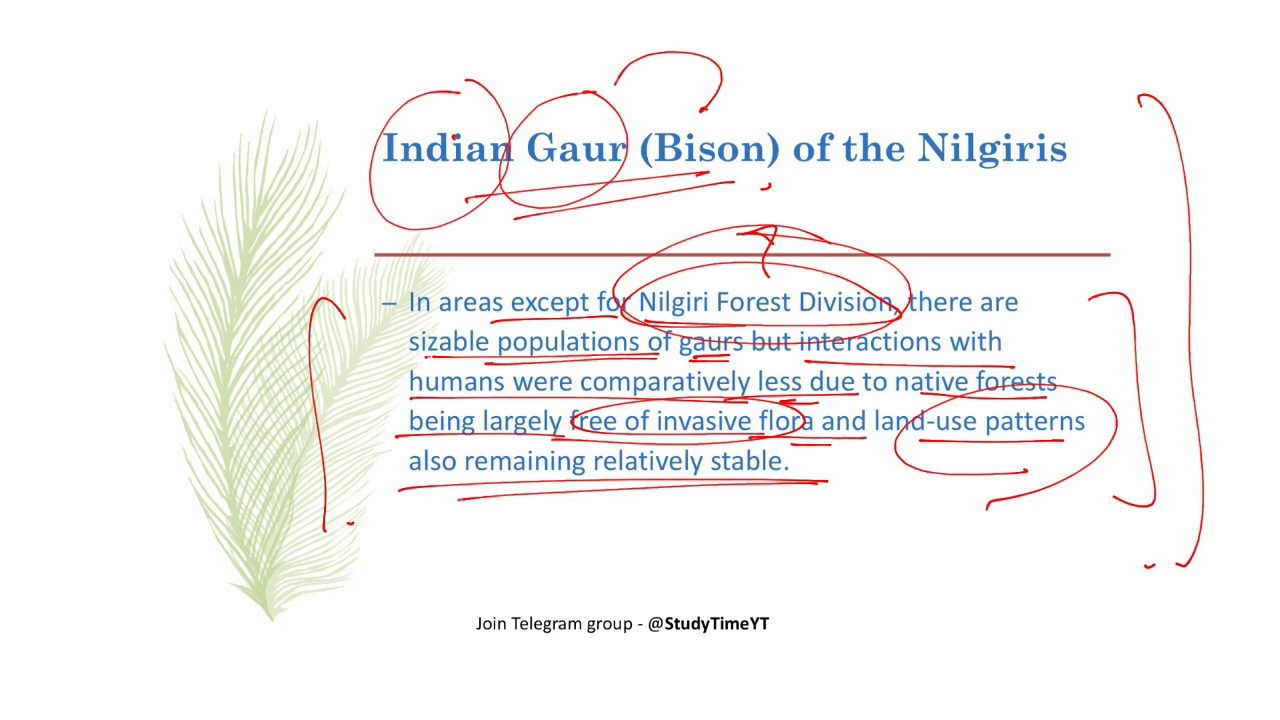 Indian Gaur (Bison) of the Nilgiris
– In areas except for Nilgiri Forest Division, there are
sizable populations of gaurs but interactions with
humans were comparatively less due to native forests
being largely free of invasive flora and land-use patterns
also remaining relatively stable.
Join Telegram group - @StudyTimeYT